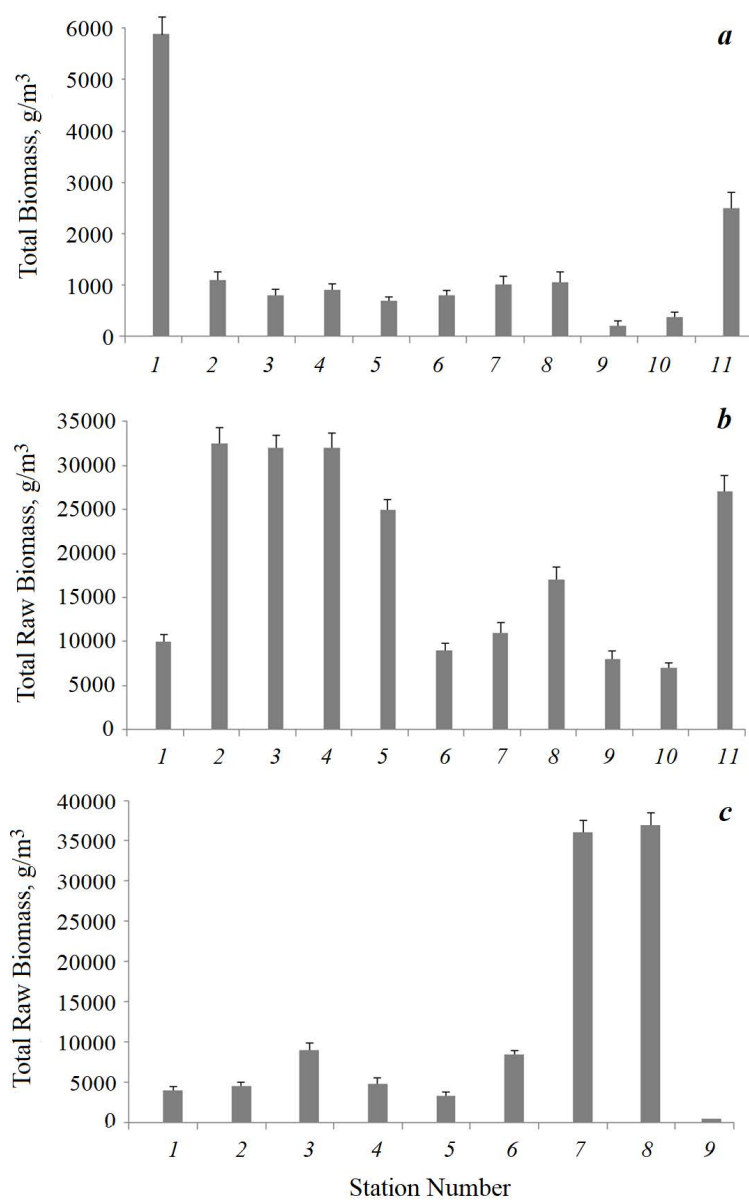 a
Total Biomass, g/m³
6000
5000
4000
3000
2000
1000
0
1 2 3 4 5 6 7 8 9 10 11
b
Total Raw Biomass, g/m³
35000
30000
25000
20000
15000
10000
5000
0
1 2 3 4 5 6 7 8 9 10 11
c
Total Raw Biomass, g/m³
40000
35000
30000
25000
20000
15000
10000
5000
0
1 2 3 4 5 6 7 8 9
Station Number